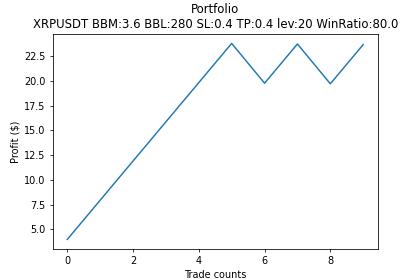 Portfolio
XRPUSDT BBM:3.6 BBL:280 SL:0.4 TP:0.4 lev:20 WinRatio:80.0
22.5
20.0
17.5
15.0
12.5
10.0
7.5
5.0
Profit ($)
0 2 4 6 8
Trade counts